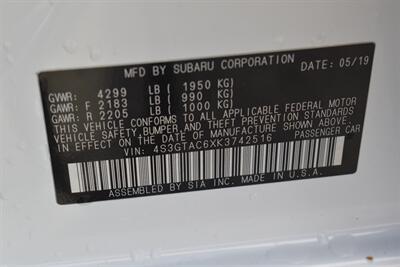 MFD BY SUBARU CORPORATION DATE: 05/19
GVWR: 4299 LB ( 1950 KG)
GAWR: F 2183 LB ( 990 KG)
GAWR: R 2205 LB ( 1000 KG)
THIS VEHICLE CONFORMS TO ALL APPLICABLE FEDERAL MOTOR
VEHICLE SAFETY, BUMPER, AND THEFT PREVENTION STANDARDS
IN EFFECT ON THE DATE OF MANUFACTURE SHOWN ABOVE.
VIN: 4S3GTAC6XK3742516 PASSENGER CAR
ASSEMBLED BY SIA INC. MADE IN U.S.A.